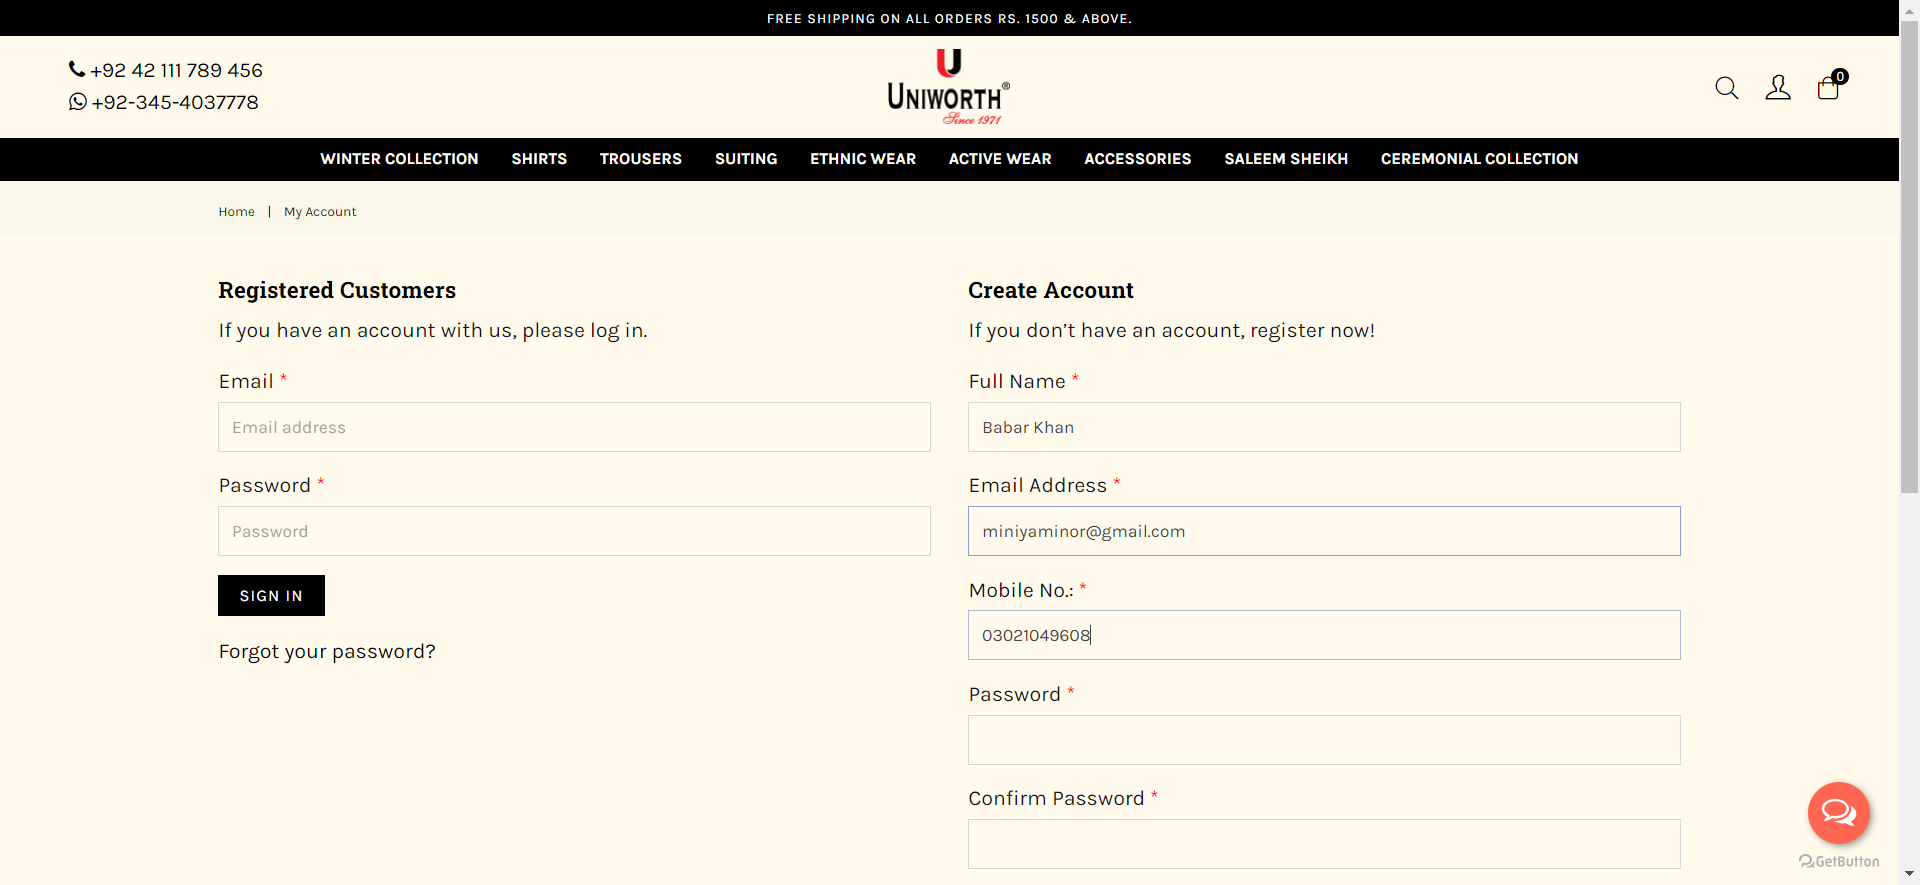 FREE SHIPPING ON ALL ORDERS RS. 1500 & ABOVE.
+92 42 111 789 456
+92-345-4037778
UNIWORTH®
Since 1971
0
WINTER COLLECTION SHIRTS TROUSERS SUITING ETHNIC WEAR ACTIVE WEAR ACCESSORIES SALEEM SHEIKH CEREMONIAL COLLECTION
Home | My Account
Registered Customers
If you have an account with us, please log in.
Email *
Email address
Password *
Password
SIGN IN
Forgot your password?
Create Account
If you don’t have an account, register now!
Full Name *
Babar Khan
Email Address *
miniyaminor@gmail.com
Mobile No.: *
03021049608
Password *
Confirm Password *
GetButton